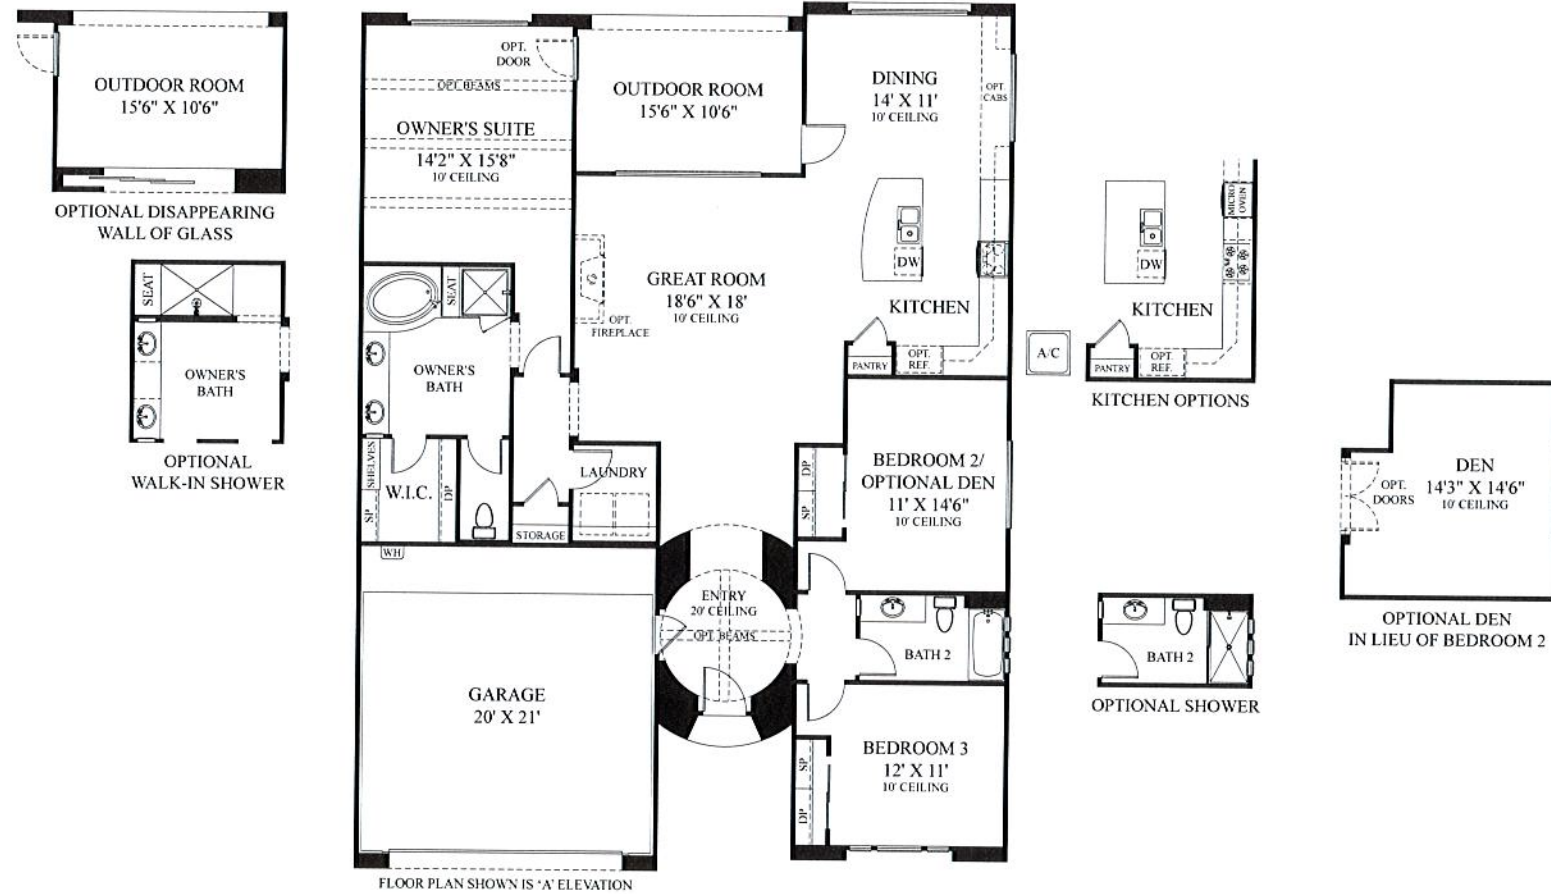 OUTDOOR ROOM
15'6" X 10'6"
OPTIONAL DISAPPEARING
WALL OF GLASS
SEAT
OWNER'S
BATH
OPTIONAL
WALK-IN SHOWER
OPT.
DOOR
OPT. BEAMS
OWNER'S SUITE
14'2" X 15'8"
10' CEILING
OUTDOOR ROOM
15'6" X 10'6"
DINING
14' X 11'
10' CEILING
OPT.
CABS
GREAT ROOM
18'6" X 18'
10' CEILING
OPT.
FIREPLACE
DW
KITCHEN
PANTRY
OPT.
REF.
SEAT
OWNER'S
BATH
SHELVES
SP
W.I.C.
DP
LAUNDRY
STORAGE
WH
BEDROOM 2/
OPTIONAL DEN
11' X 14'6"
10' CEILING
DP
SP
ENTRY
20' CEILING
OPT. BEAMS
BATH 2
GARAGE
20' X 21'
BEDROOM 3
12' X 11'
10' CEILING
SP
DP
FLOOR PLAN SHOWN IS 'A' ELEVATION
A/C
MICRO
OVEN
DW
KITCHEN
PANTRY
OPT.
REF.
KITCHEN OPTIONS
DEN
14'3" X 14'6"
10' CEILING
OPT.
DOORS
OPTIONAL DEN
IN LIEU OF BEDROOM 2
BATH 2
OPTIONAL SHOWER